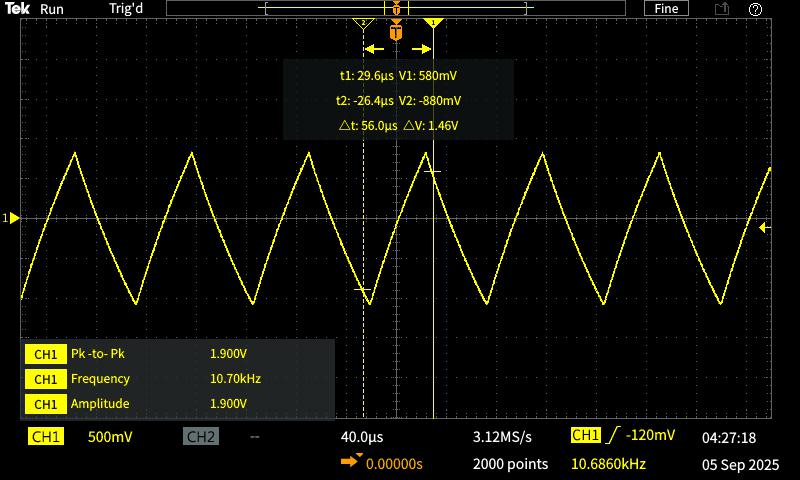 Tek Run Trig'd Fine ?
2 T 1
t1: 29.6µs V1: 580mV
t2: -26.4µs V2: -880mV
△t: 56.0µs △V: 1.46V
1
CH1 Pk -to- Pk 1.900V
CH1 Frequency 10.70kHz
CH1 Amplitude 1.900V
CH1 500mV CH2 -- 40.0µs 3.12MS/s CH1 -120mV 04:27:18
0.00000s 2000 points 10.6860kHz 05 Sep 2025